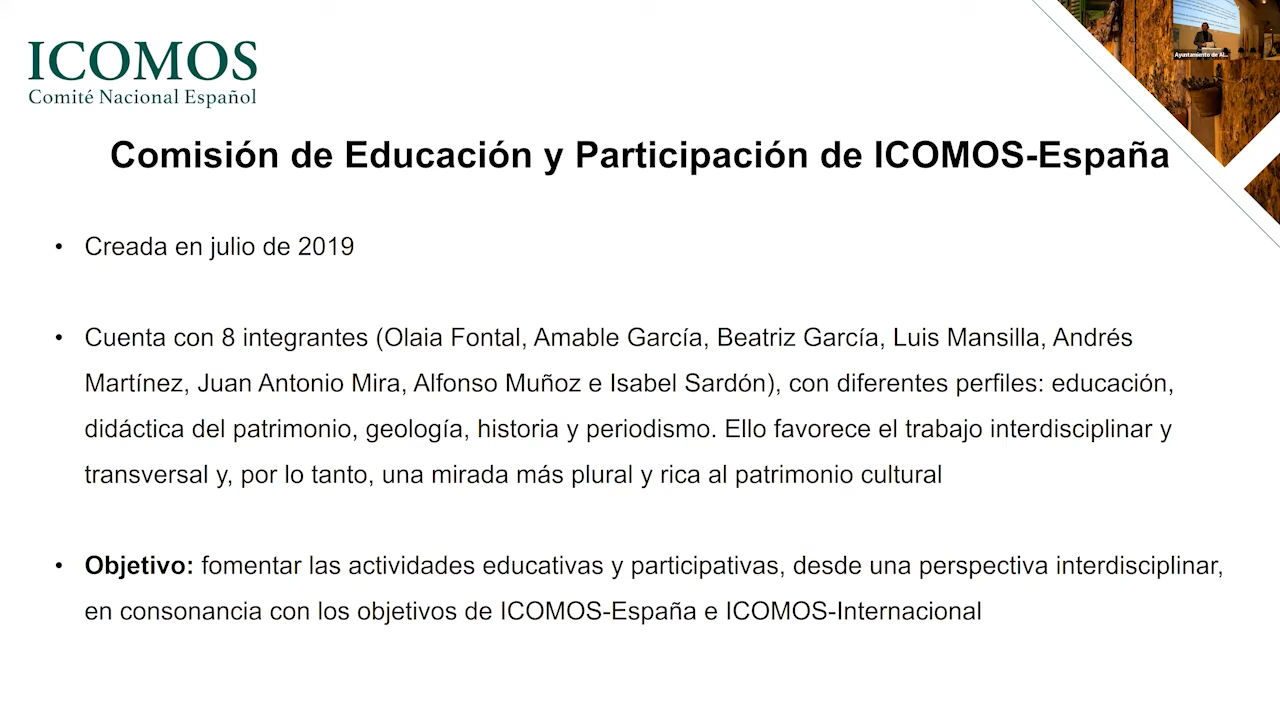 ICOMOS
Comité Nacional Español
Ayuntamiento de Al...
Comisión de Educación y Participación de ICOMOS-España
• Creada en julio de 2019
• Cuenta con 8 integrantes (Olaia Fontal, Amable García, Beatriz García, Luis Mansilla, Andrés
Martínez, Juan Antonio Mira, Alfonso Muñoz e Isabel Sardón), con diferentes perfiles: educación,
didáctica del patrimonio, geología, historia y periodismo. Ello favorece el trabajo interdisciplinar y
transversal y, por lo tanto, una mirada más plural y rica al patrimonio cultural
• Objetivo: fomentar las actividades educativas y participativas, desde una perspectiva interdisciplinar,
en consonancia con los objetivos de ICOMOS-España e ICOMOS-Internacional